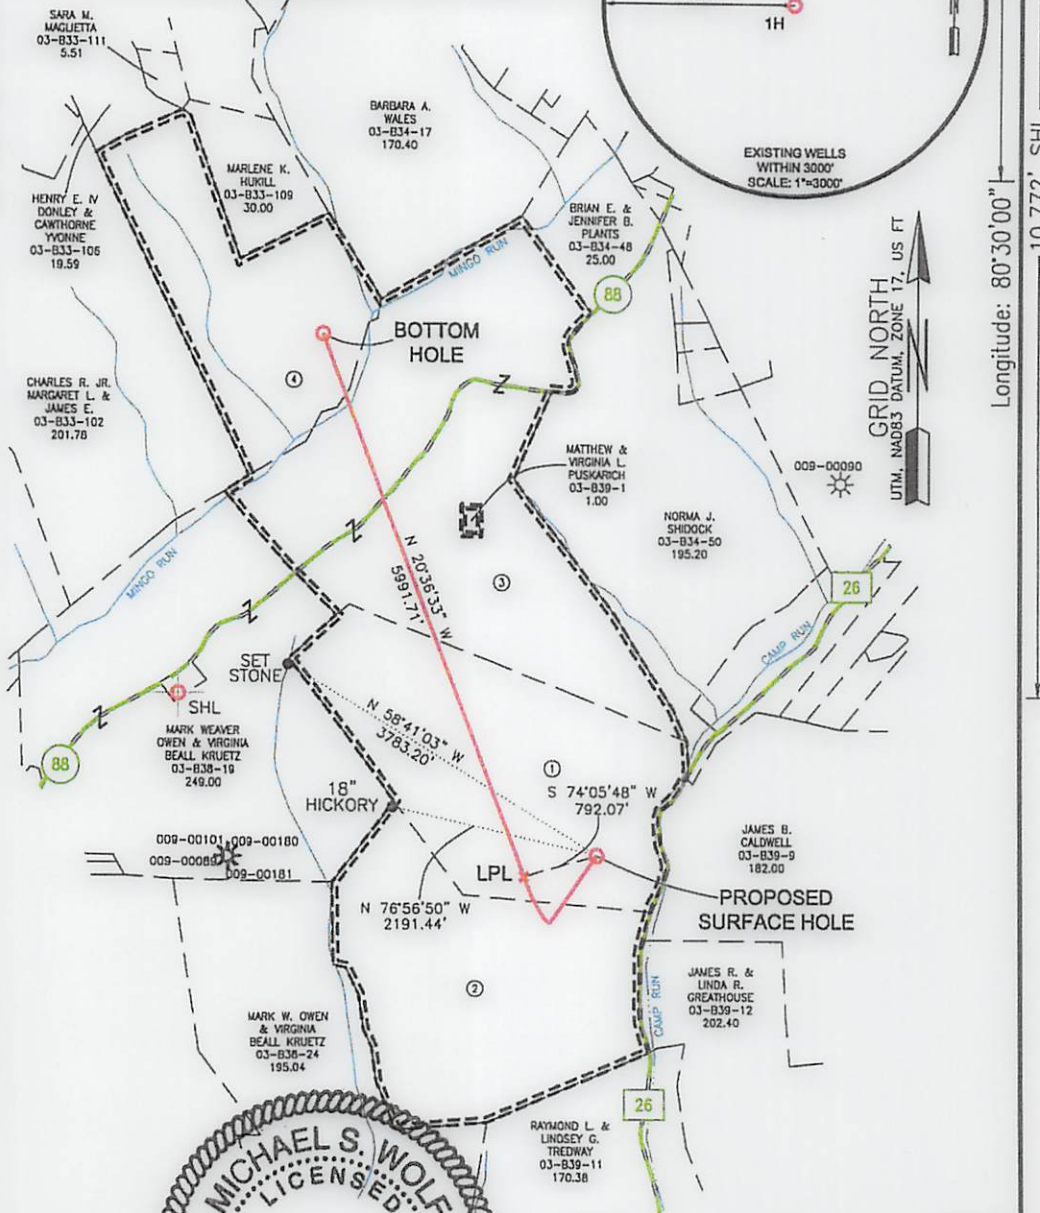 SARA M.
MAGUETTA
03-B33-111
5.51
1H
BARBARA A.
WALES
03-B34-17
170.40
EXISTING WELLS
WITHIN 3000'
SCALE: 1"=3000'
10,772' SHL
Longitude: 80°30'00"
MARLENE K.
HUKILL
03-B33-109
30.00
HENRY E. IV
DONLEY &
CAWTHORNE
YVONNE
03-B33-106
19.59
BRIAN E. &
JENNIFER B.
PLANTS
03-B34-48
25.00
MINGO RUN
88
GRID NORTH
UTM, NAD83 DATUM, ZONE 17, US FT
N
BOTTOM
HOLE
4
Z
CHARLES R. JR.
MARGARET L. &
JAMES E.
03-B33-102
201.78
MATTHEW &
VIRGINIA L.
PUSKARICH
03-B39-1
1.00
009-00090
NORMA J.
SHIDOCK
03-B34-50
195.20
Z
N 20°36'33" W
5991.71'
3
MINGO RUN
26
Z
CAMP RUN
SET
STONE
SHL
Z
N 58°41'03" W
3783.20'
MARK WEAVER
OWEN & VIRGINIA
BEALL KRUETZ
03-B38-19
249.00
88
1
S 74°05'48" W
792.07'
18"
HICKORY
009-00101 009-00180
009-00089
009-00181
JAMES B.
CALDWELL
03-B39-9
182.00
LPL
PROPOSED
SURFACE HOLE
N 76°56'50" W
2191.44'
2
JAMES R. &
LINDA R.
GREATHOUSE
03-B39-12
202.40
CAMP RUN
MARK W. OWEN
& VIRGINIA
BEALL KRUETZ
03-B38-24
195.04
26
RAYMOND L. &
LINDSEY G.
TREDWAY
03-B39-11
170.38
MICHAEL S. WOLF
LICENSED